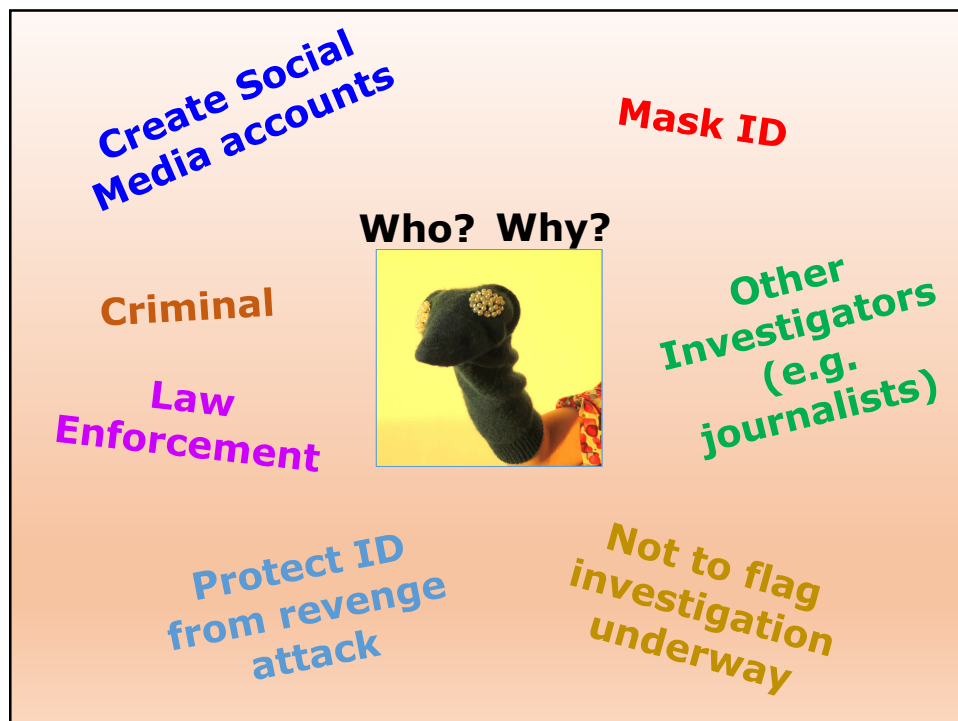 Create Social
Media accounts
Mask ID
Who? Why?
Criminal
Other
Investigators
(e.g.
journalists)
Law
Enforcement
Protect ID
from revenge
attack
Not to flag
investigation
underway